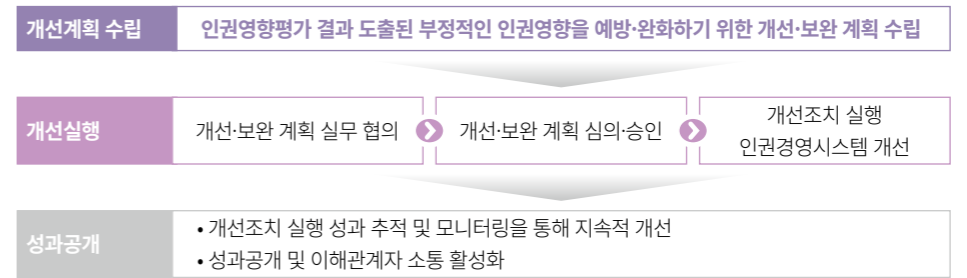 개선계획 수립
인권영향평가 결과 도출된 부정적인 인권영향을 예방·완화하기 위한 개선·보완 계획 수립
개선실행
개선·보완 계획 실무 협의
개선·보완 계획 심의·승인
개선조치 실행
인권경영시스템 개선
성과공개
• 개선조치 실행 성과 추적 및 모니터링을 통해 지속적 개선
• 성과공개 및 이해관계자 소통 활성화